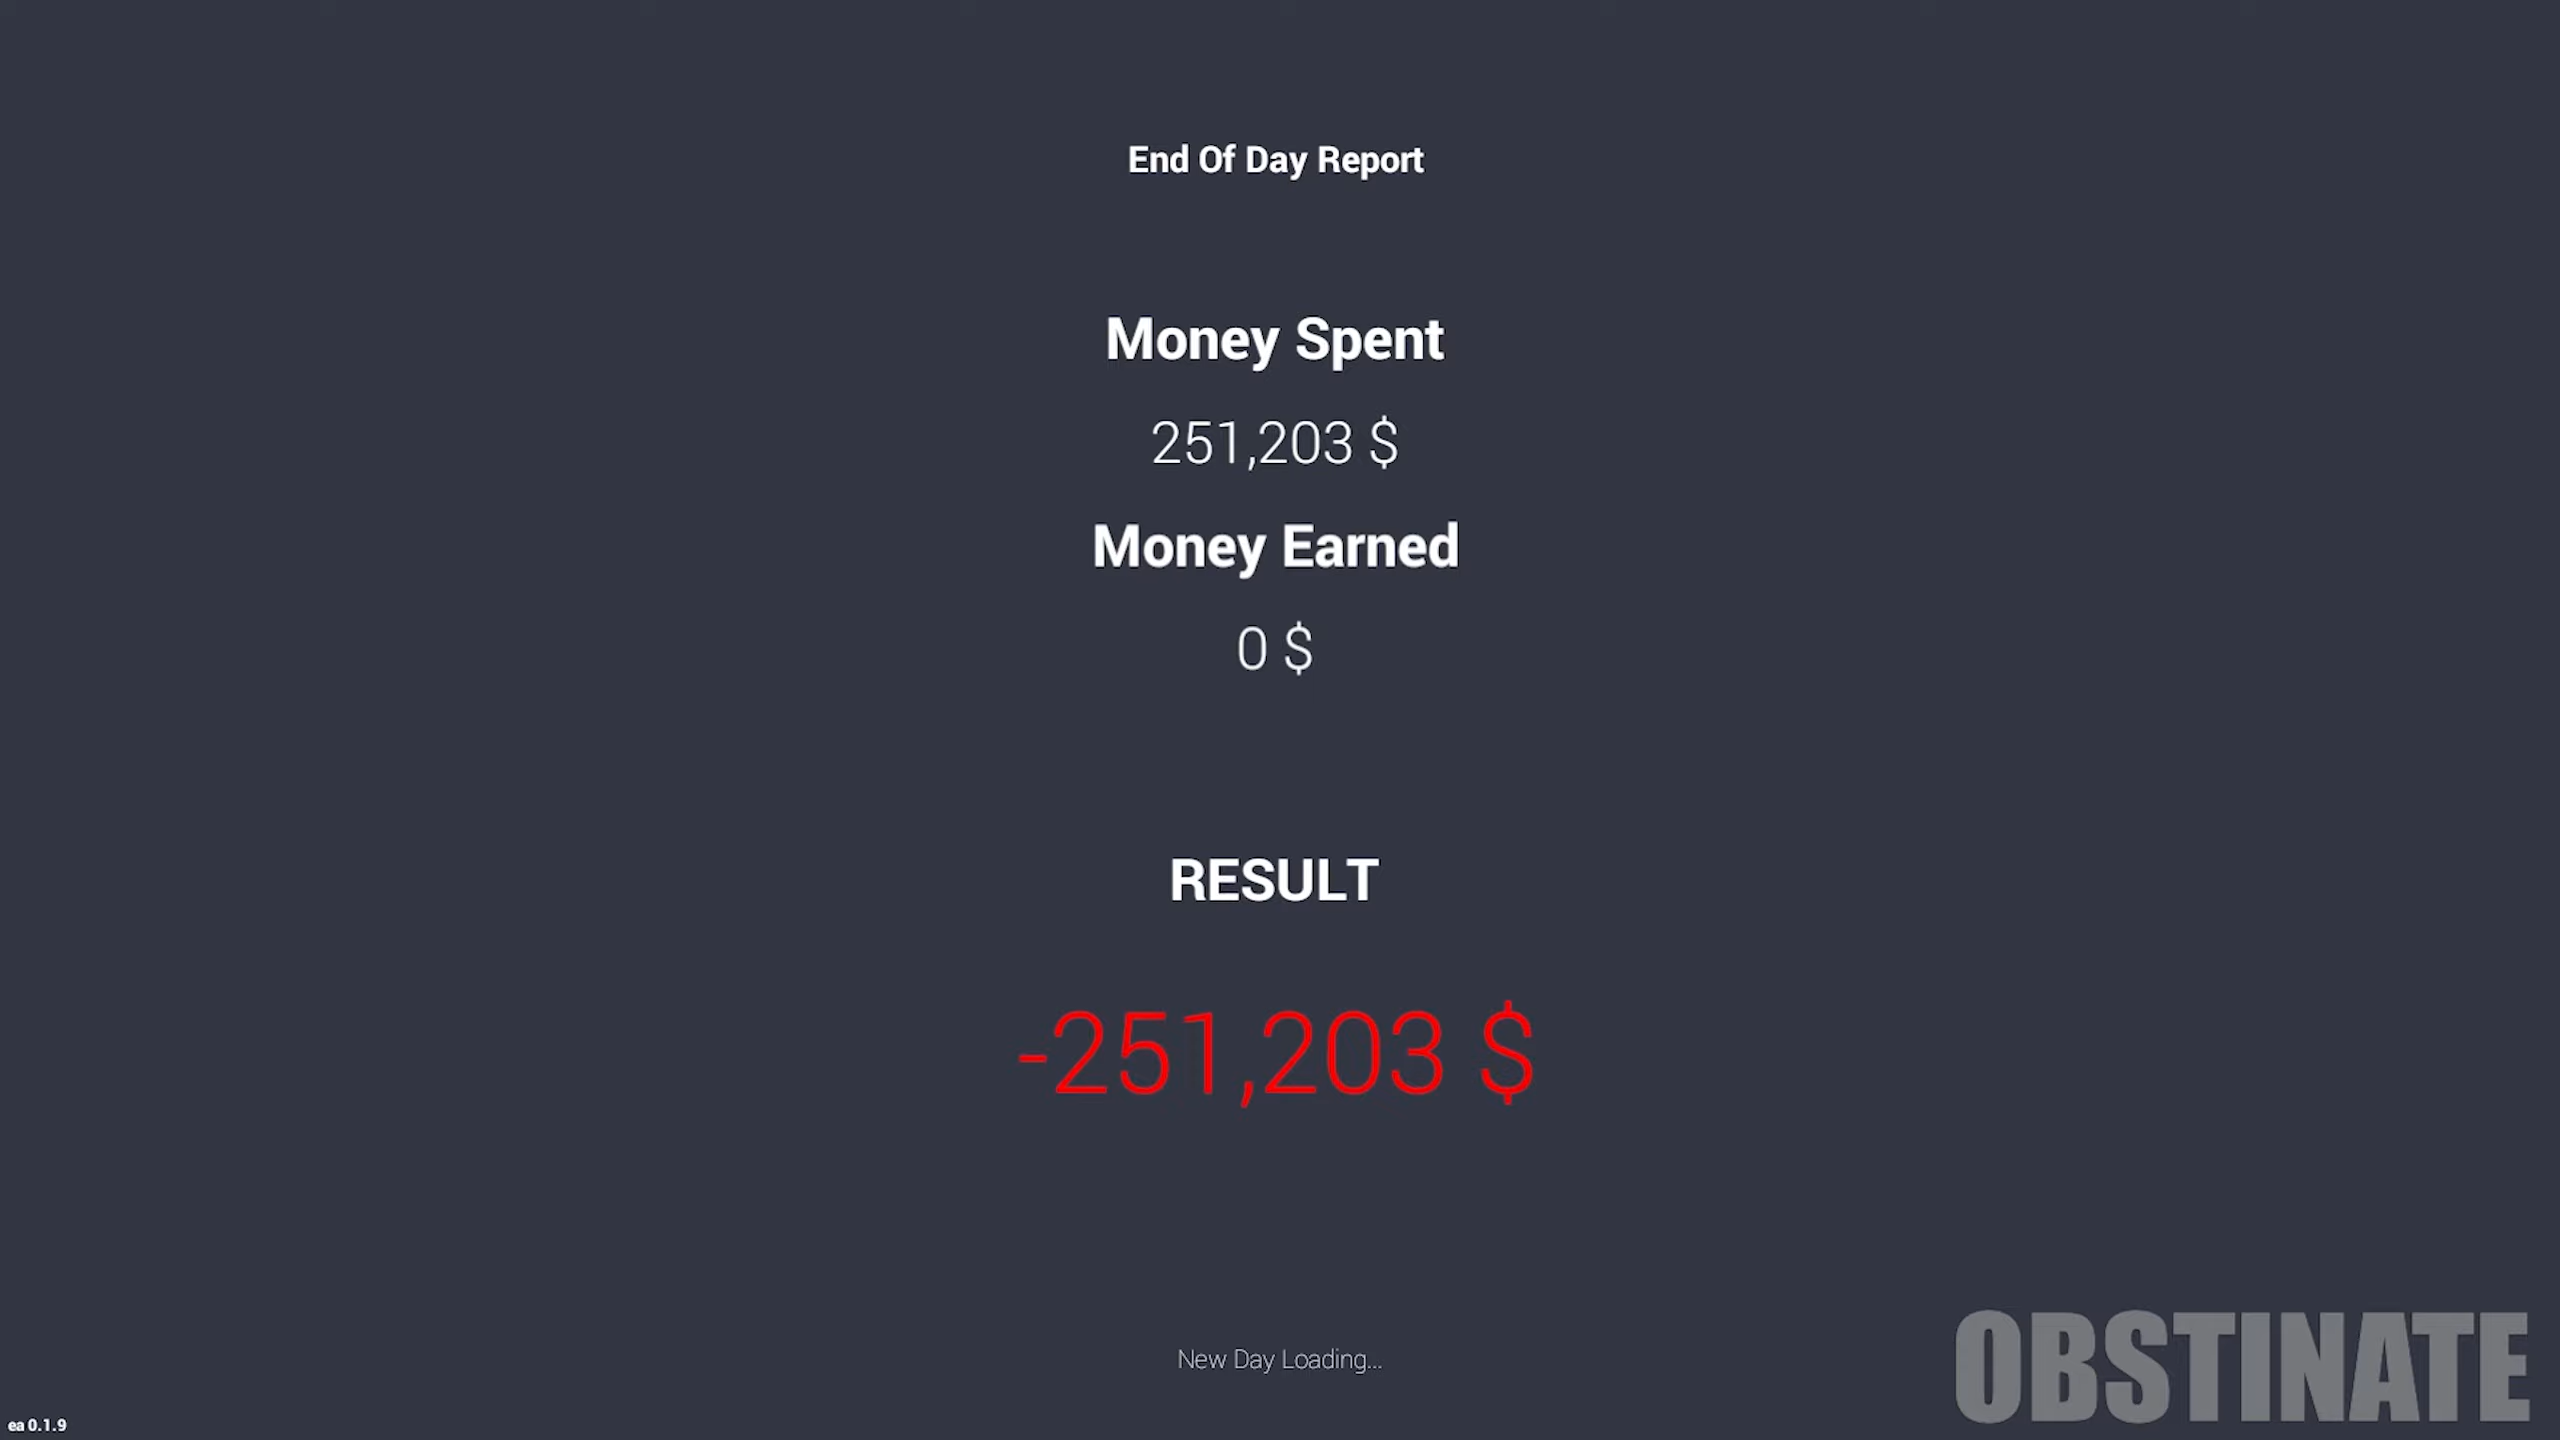 End Of Day Report
Money Spent
251,203 $
Money Earned
0 $
RESULT
-251,203 $
New Day Loading...
OBSTINATE
ea 0.1.9